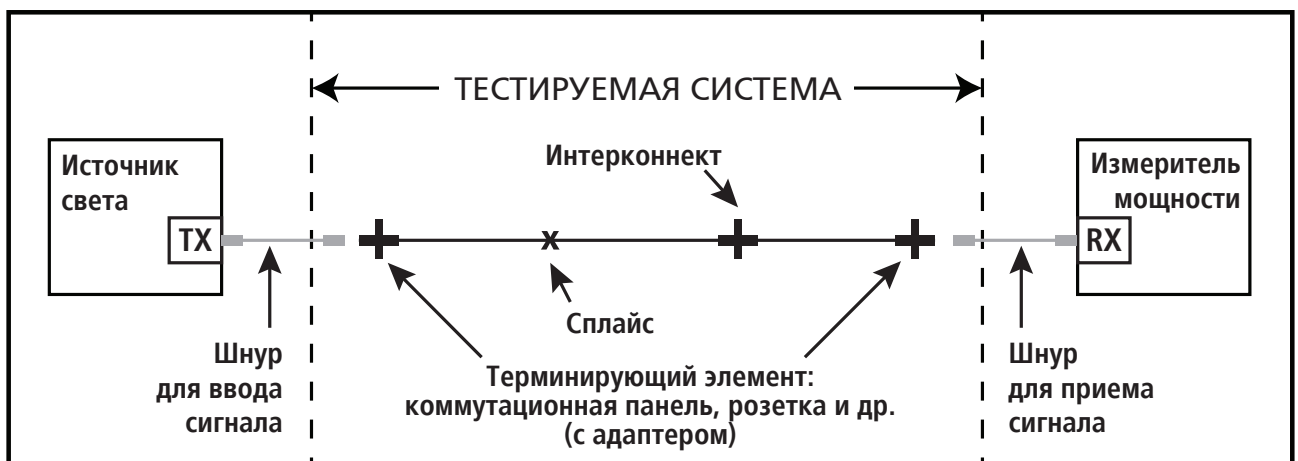 ТЕСТИРУЕМАЯ СИСТЕМА
Источник
света
TX
Интерконнект
Измеритель
мощности
RX
x
Сплайс
Шнур
для ввода
сигнала
Терминирующий элемент:
коммутационная панель, розетка и др.
(с адаптером)
Шнур
для приема
сигнала